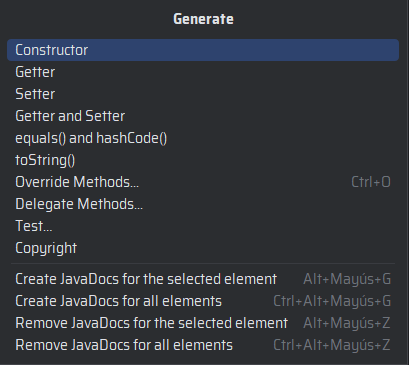 Generate
Constructor
Getter
Setter
Getter and Setter
equals() and hashCode()
toString()
Override Methods... Ctrl+O
Delegate Methods...
Test...
Copyright
Create JavaDocs for the selected element Alt+Mayús+G
Create JavaDocs for all elements Ctrl+Alt+Mayús+G
Remove JavaDocs for the selected element Alt+Mayús+Z
Remove JavaDocs for all elements Ctrl+Alt+Mayús+Z